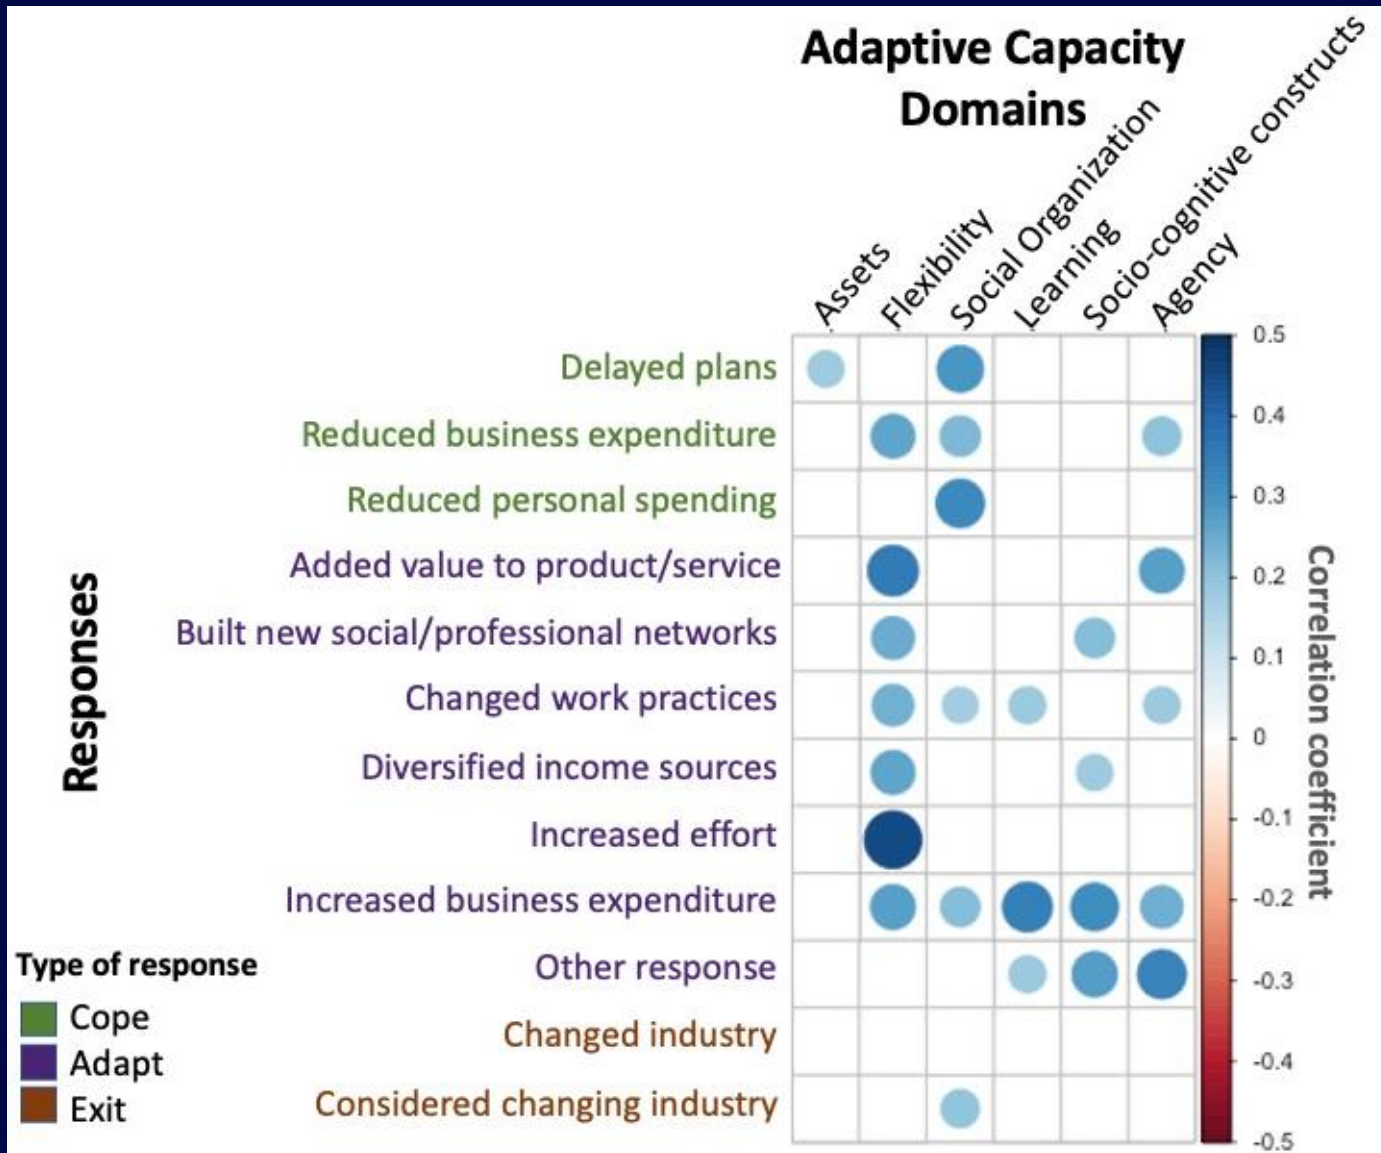 Adaptive Capacity
Domains
Assets
Flexibility
Social Organization
Learning
Socio-cognitive constructs
Agency
Responses
Delayed plans
Reduced business expenditure
Reduced personal spending
Added value to product/service
Built new social/professional networks
Changed work practices
Diversified income sources
Increased effort
Increased business expenditure
Other response
Changed industry
Considered changing industry
0.5
0.4
0.3
0.2
0.1
0
-0.1
-0.2
-0.3
-0.4
-0.5
Correlation coefficient
Type of response
Cope
Adapt
Exit